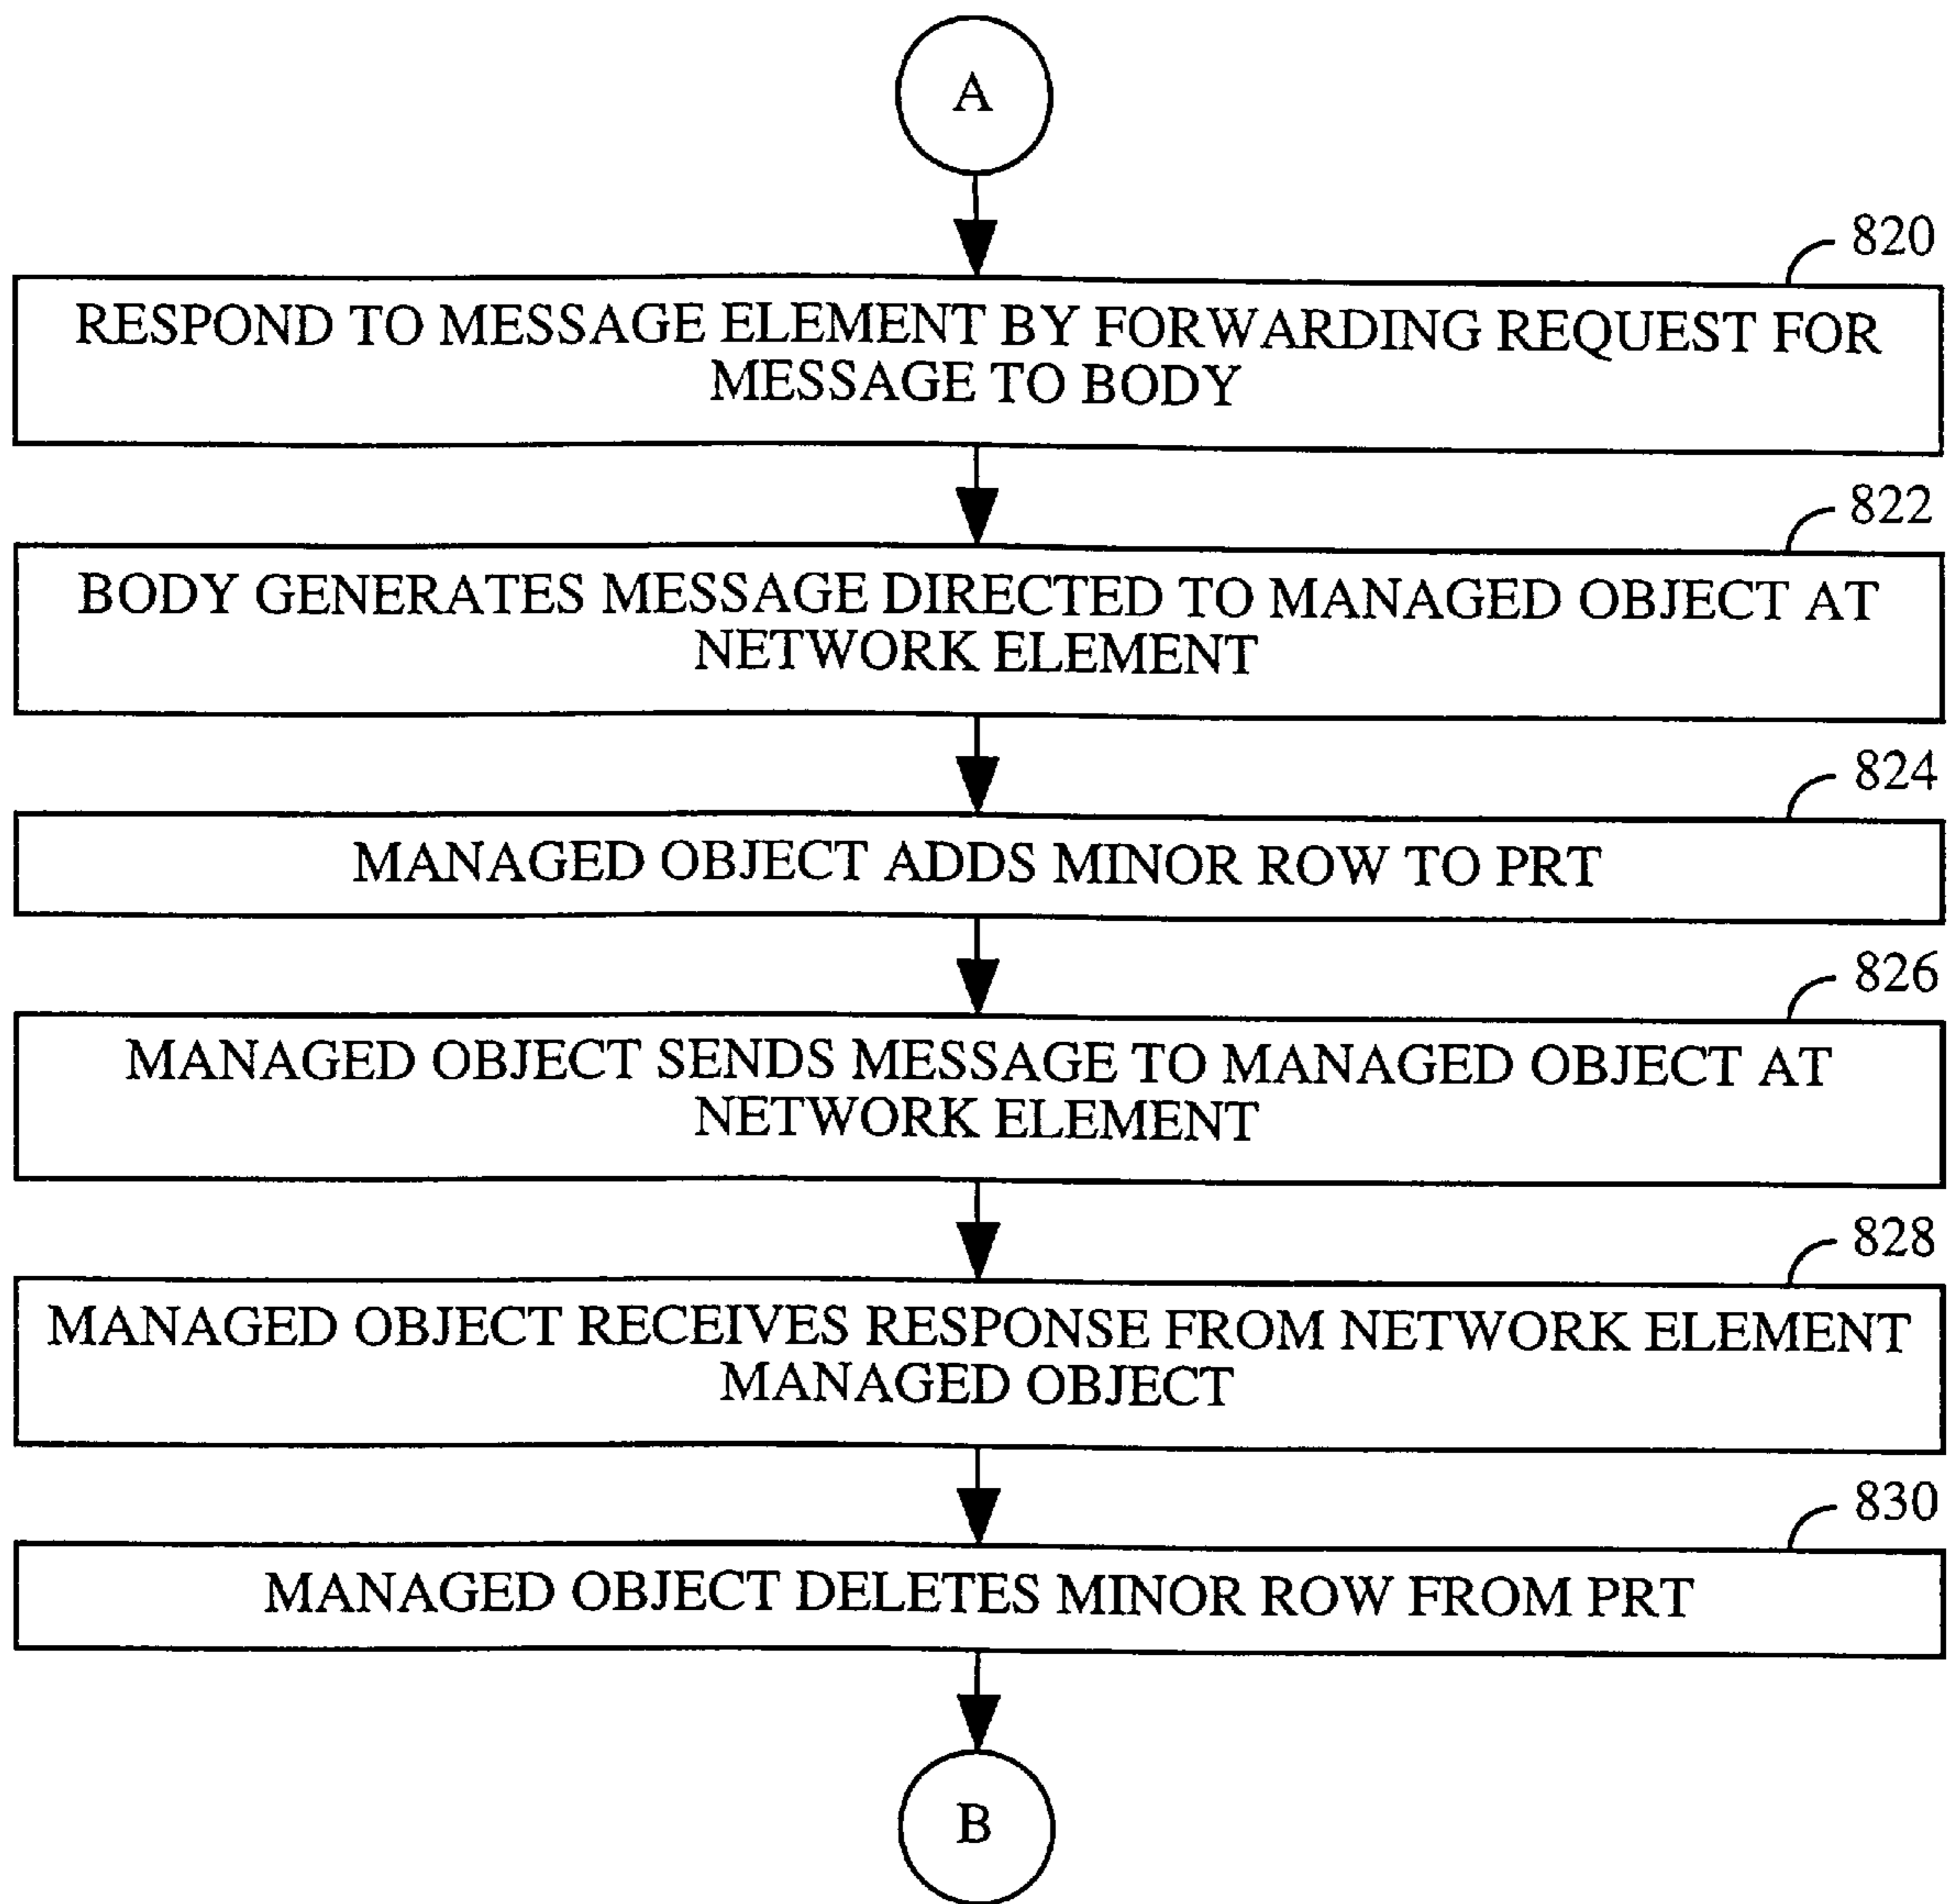 A
820
RESPOND TO MESSAGE ELEMENT BY FORWARDING REQUEST FOR
MESSAGE TO BODY
822
BODY GENERATES MESSAGE DIRECTED TO MANAGED OBJECT AT
NETWORK ELEMENT
824
MANAGED OBJECT ADDS MINOR ROW TO PRT
826
MANAGED OBJECT SENDS MESSAGE TO MANAGED OBJECT AT
NETWORK ELEMENT
828
MANAGED OBJECT RECEIVES RESPONSE FROM NETWORK ELEMENT
MANAGED OBJECT
830
MANAGED OBJECT DELETES MINOR ROW FROM PRT
B